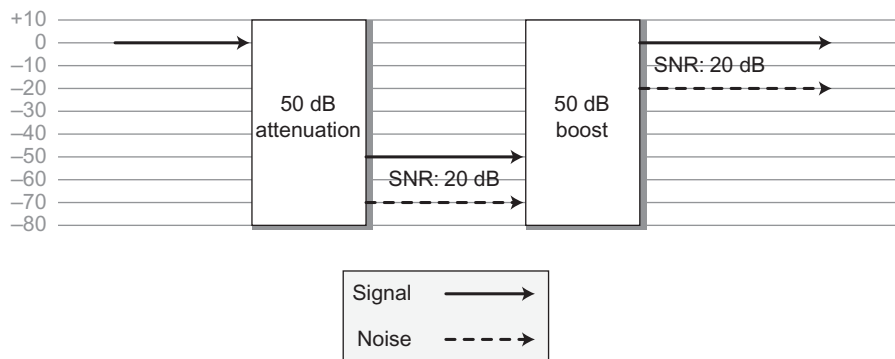 +10
0
–10
–20
–30
–40
–50
–60
–70
–80
50 dB
attenuation
SNR: 20 dB
50 dB
boost
SNR: 20 dB
Signal
Noise